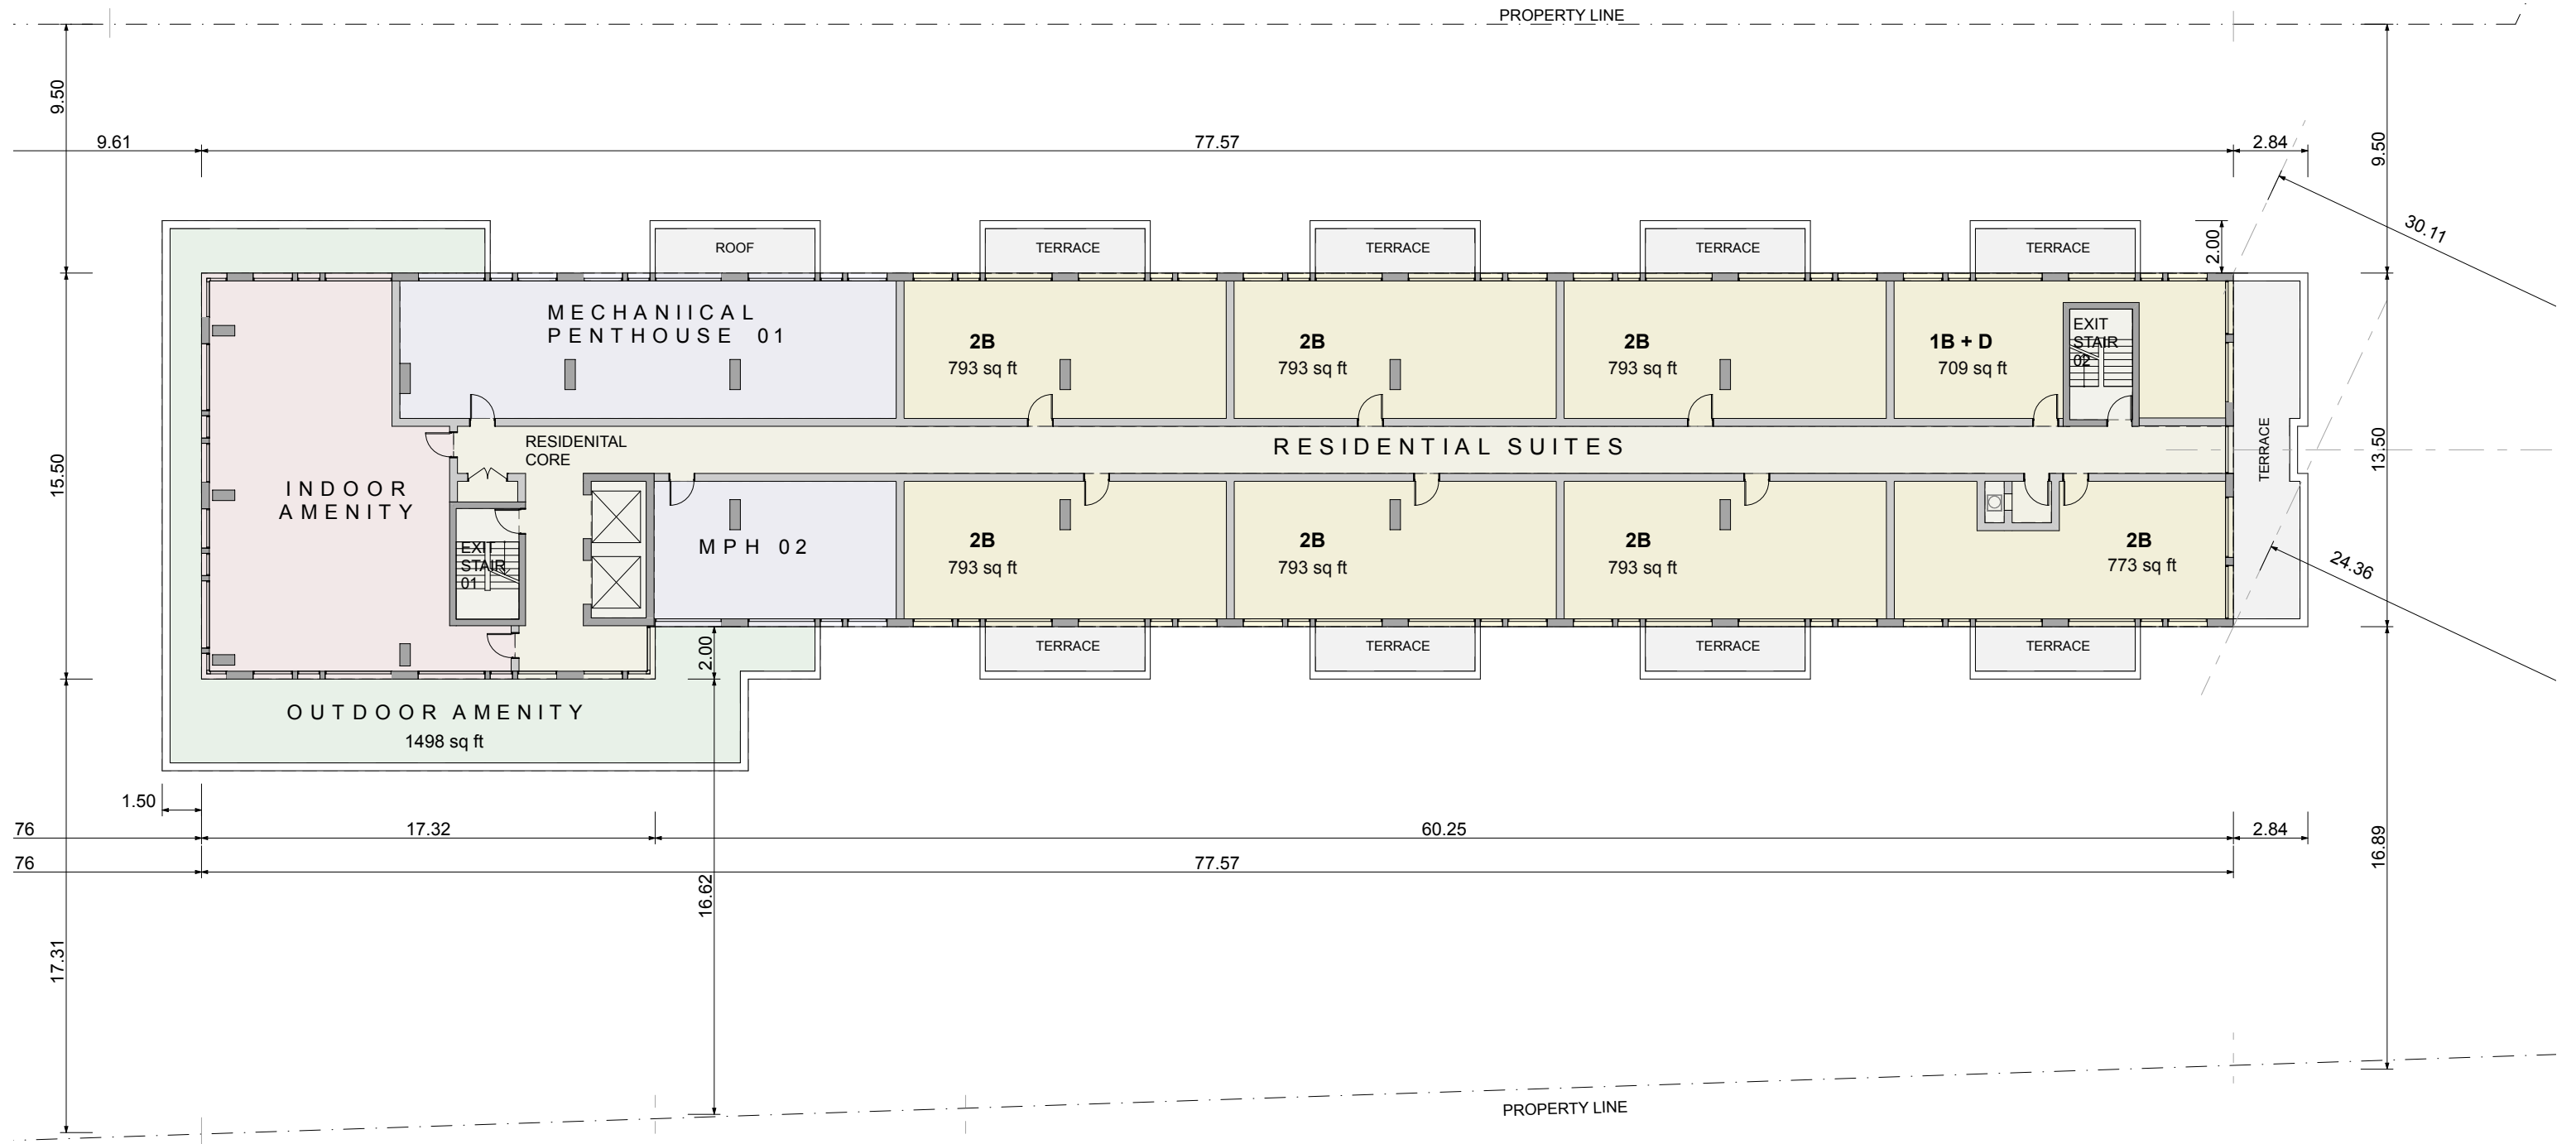 PROPERTY LINE
9.50
9.61
77.57
2.84
9.50
30.11
2.00
ROOF
TERRACE
TERRACE
TERRACE
TERRACE
MECHANIICAL
PENTHOUSE 01
2B
793 sq ft
2B
793 sq ft
2B
793 sq ft
1B + D
709 sq ft
EXIT
STAIR
02
RESIDENITAL
CORE
RESIDENTIAL SUITES
TERRACE
13.50
15.50
INDOOR
AMENITY
EXIT
STAIR
01
MPH 02
2B
793 sq ft
2B
793 sq ft
2B
793 sq ft
2B
773 sq ft
24.36
2.00
TERRACE
TERRACE
TERRACE
TERRACE
OUTDOOR AMENITY
1498 sq ft
1.50
76
17.32
60.25
2.84
76
77.57
16.89
16.62
17.31
PROPERTY LINE